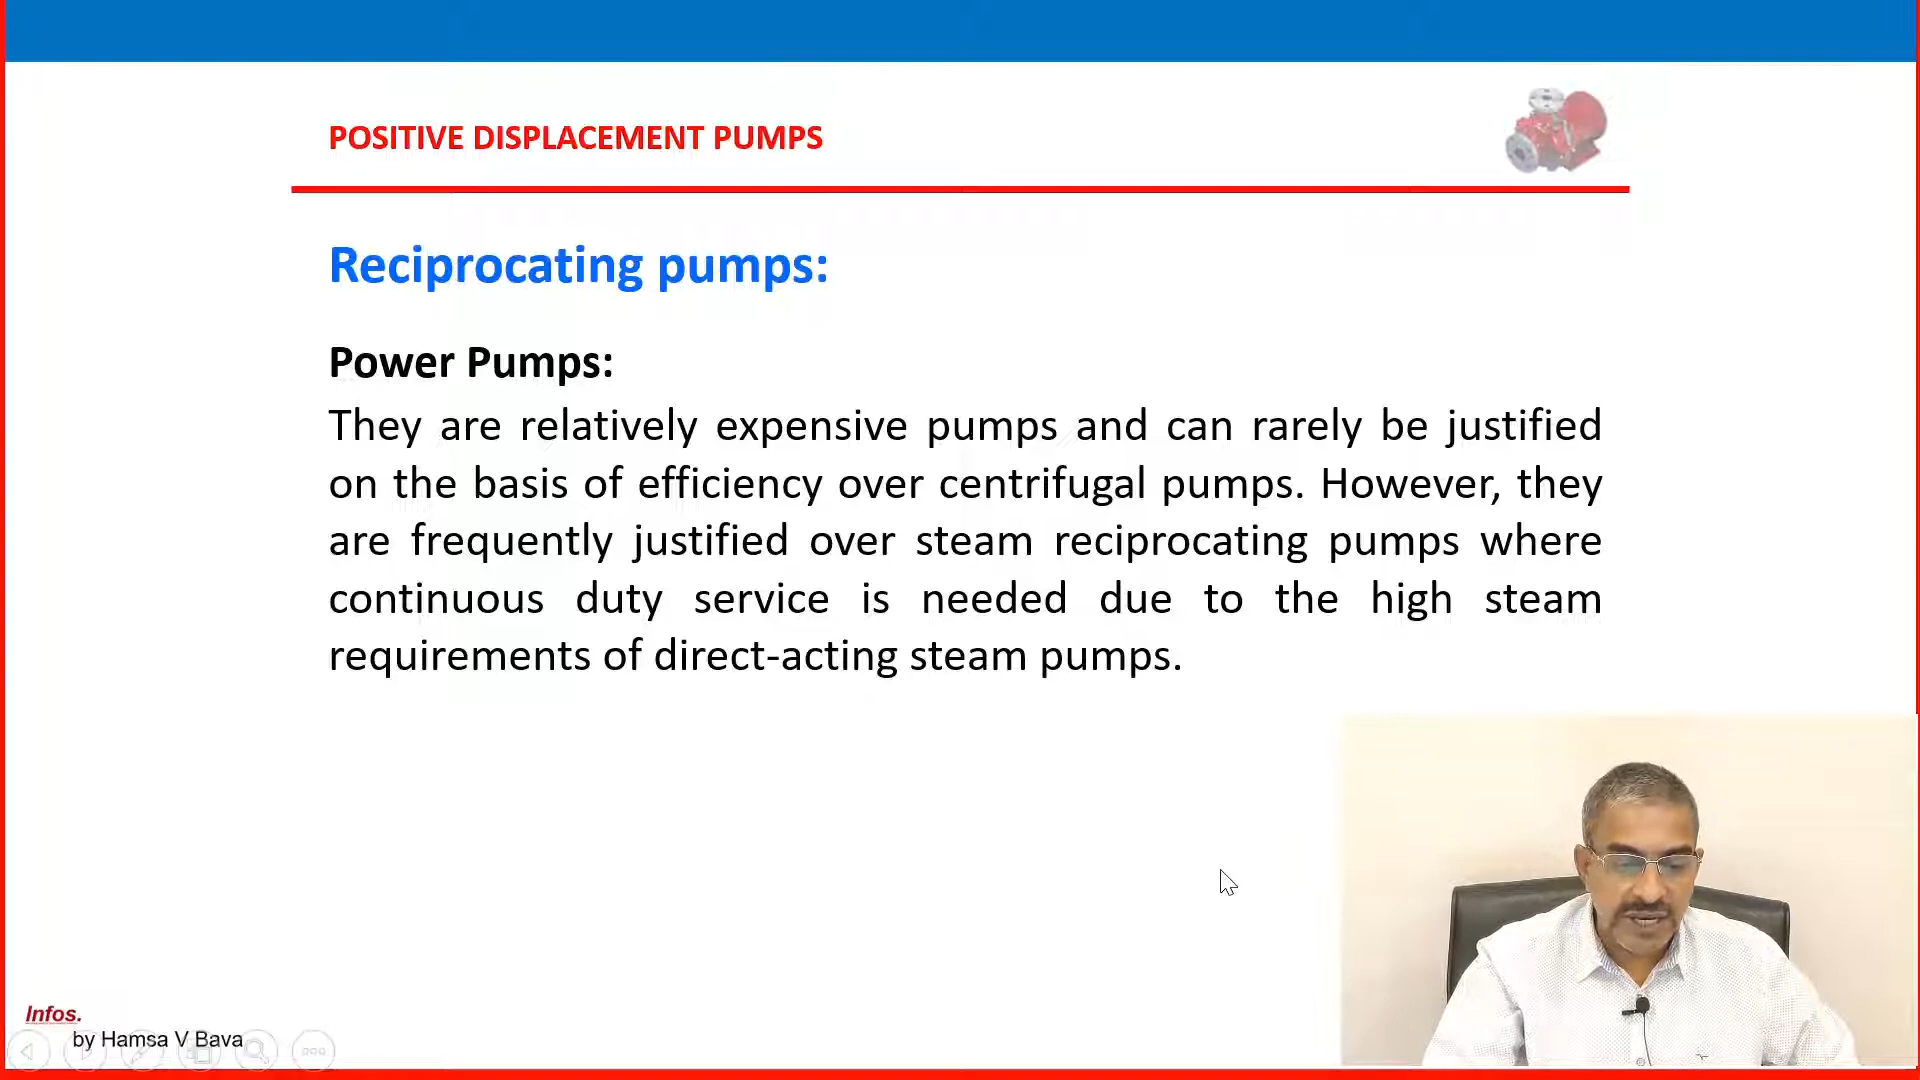 POSITIVE DISPLACEMENT PUMPS
Reciprocating pumps:
Power Pumps:
They are relatively expensive pumps and can rarely be justified
on the basis of efficiency over centrifugal pumps. However, they
are frequently justified over steam reciprocating pumps where
continuous duty service is needed due to the high steam
requirements of direct-acting steam pumps.
Infos.
by Hamsa V Bava